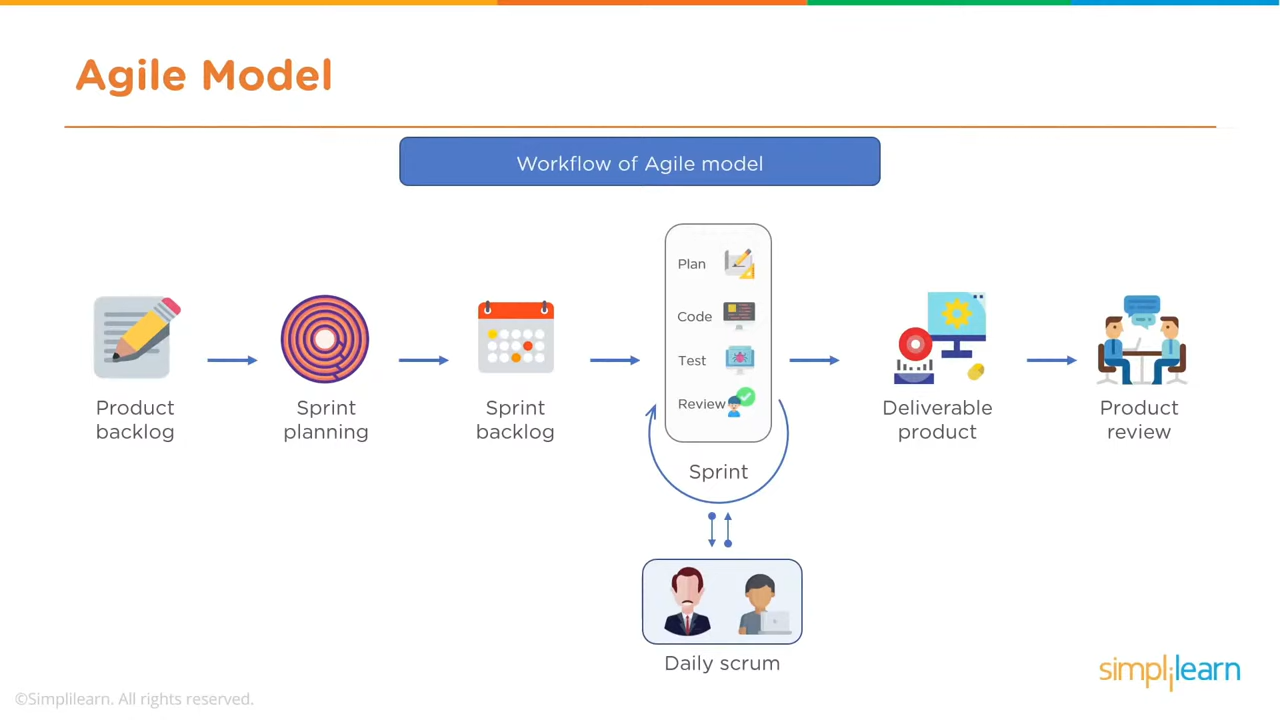 Agile Model
Workflow of Agile model
Product
backlog
Sprint
planning
Sprint
backlog
Plan
Code
Test
Review
Sprint
Daily scrum
Deliverable
product
Product
review
simplilearn
©Simplilearn. All rights reserved.